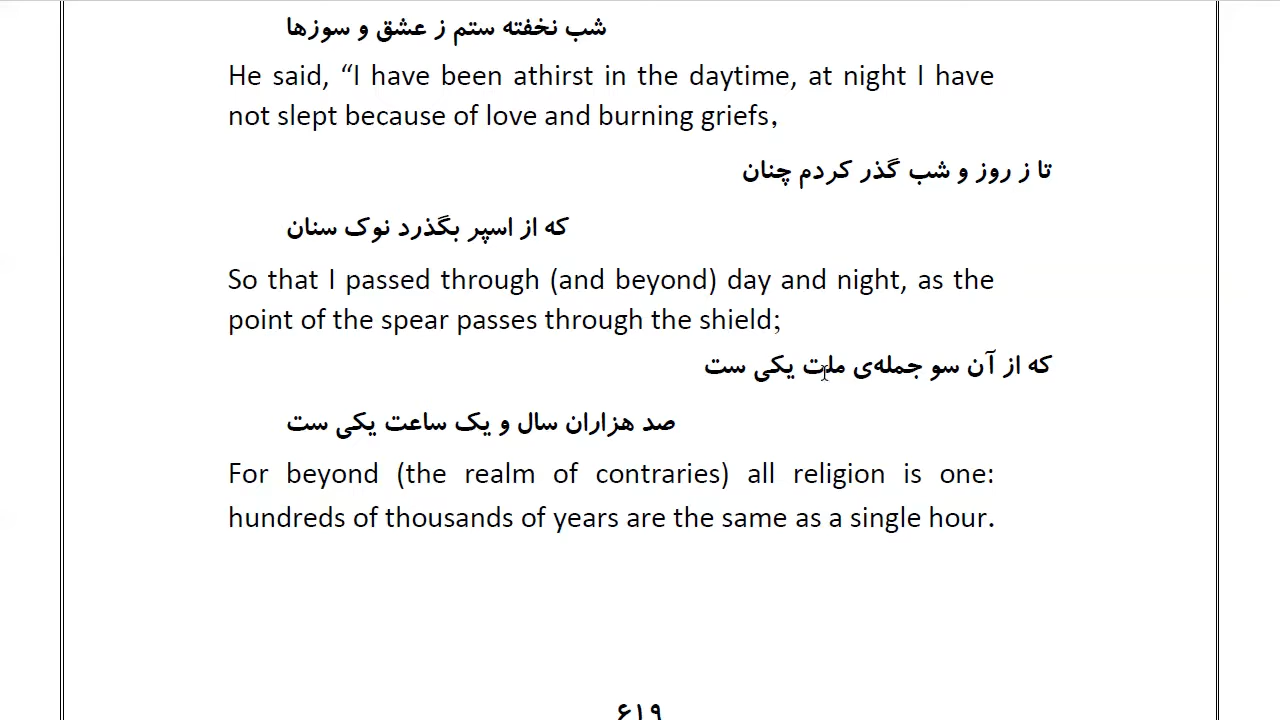 شب نخفته ستم ز عشق و سوزها
He said, “I have been athirst in the daytime, at night I have
not slept because of love and burning griefs,
تا ز روز و شب گذر کردم چنان
که از اسپر بگذرد نوک سنان
So that I passed through (and beyond) day and night, as the
point of the spear passes through the shield;
که از آن سو جمله‌ی ملت یکی ست
صد هزاران سال و یک ساعت یکی ست
For beyond (the realm of contraries) all religion is one:
hundreds of thousands of years are the same as a single hour.
۶۱۹